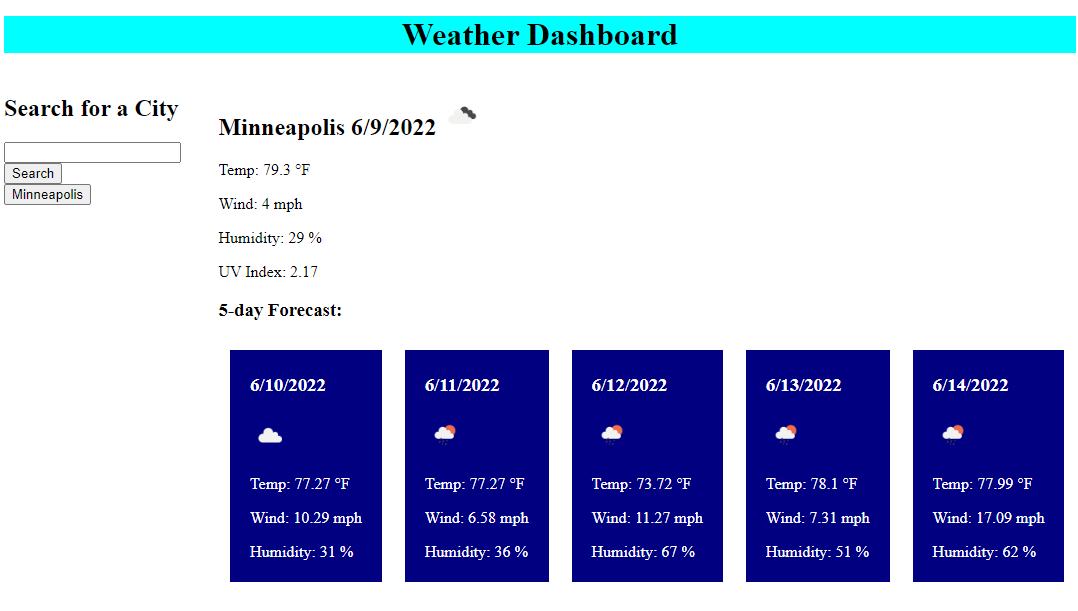 Weather Dashboard
Search for a City
Search
Minneapolis
Minneapolis 6/9/2022
Temp: 79.3 °F
Wind: 4 mph
Humidity: 29 %
UV Index: 2.17
5-day Forecast:
6/10/2022
Temp: 77.27 °F
Wind: 10.29 mph
Humidity: 31 %
6/11/2022
Temp: 77.27 °F
Wind: 6.58 mph
Humidity: 36 %
6/12/2022
Temp: 73.72 °F
Wind: 11.27 mph
Humidity: 67 %
6/13/2022
Temp: 78.1 °F
Wind: 7.31 mph
Humidity: 51 %
6/14/2022
Temp: 77.99 °F
Wind: 17.09 mph
Humidity: 62 %